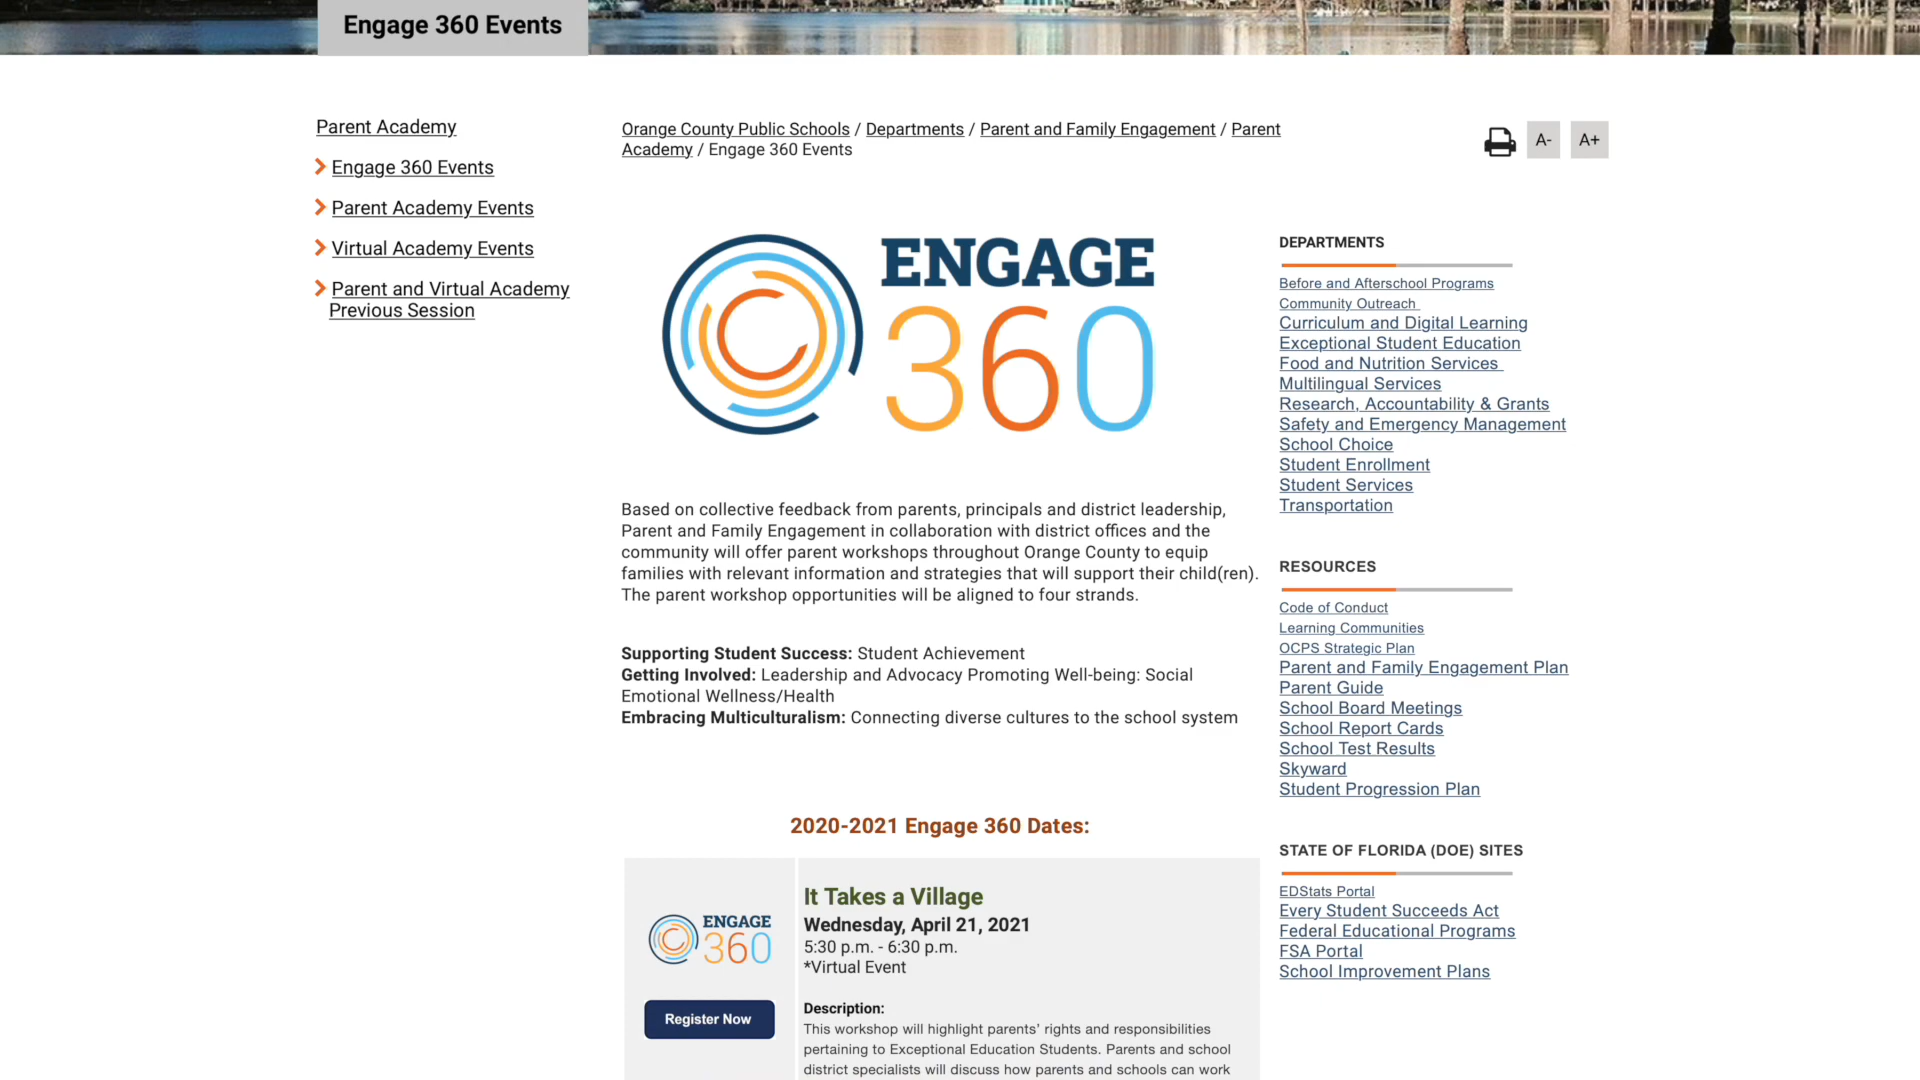 Engage 360 Events
Parent Academy
Engage 360 Events
Parent Academy Events
Virtual Academy Events
Parent and Virtual Academy
Previous Session
Orange County Public Schools / Departments / Parent and Family Engagement / Parent
Academy / Engage 360 Events
A-
A+
ENGAGE
360
Based on collective feedback from parents, principals and district leadership,
Parent and Family Engagement in collaboration with district offices and the
community will offer parent workshops throughout Orange County to equip
families with relevant information and strategies that will support their child(ren).
The parent workshop opportunities will be aligned to four strands.
Supporting Student Success: Student Achievement
Getting Involved: Leadership and Advocacy Promoting Well-being: Social
Emotional Wellness/Health
Embracing Multiculturalism: Connecting diverse cultures to the school system
2020-2021 Engage 360 Dates:
ENGAGE
360
Register Now
It Takes a Village
Wednesday, April 21, 2021
5:30 p.m. - 6:30 p.m.
*Virtual Event
Description:
This workshop will highlight parents’ rights and responsibilities
pertaining to Exceptional Education Students. Parents and school
district specialists will discuss how parents and schools can work
DEPARTMENTS
Before and Afterschool Programs
Community Outreach
Curriculum and Digital Learning
Exceptional Student Education
Food and Nutrition Services
Multilingual Services
Research, Accountability & Grants
Safety and Emergency Management
School Choice
Student Enrollment
Student Services
Transportation
RESOURCES
Code of Conduct
Learning Communities
OCPS Strategic Plan
Parent and Family Engagement Plan
Parent Guide
School Board Meetings
School Report Cards
School Test Results
Skyward
Student Progression Plan
STATE OF FLORIDA (DOE) SITES
EDStats Portal
Every Student Succeeds Act
Federal Educational Programs
FSA Portal
School Improvement Plans